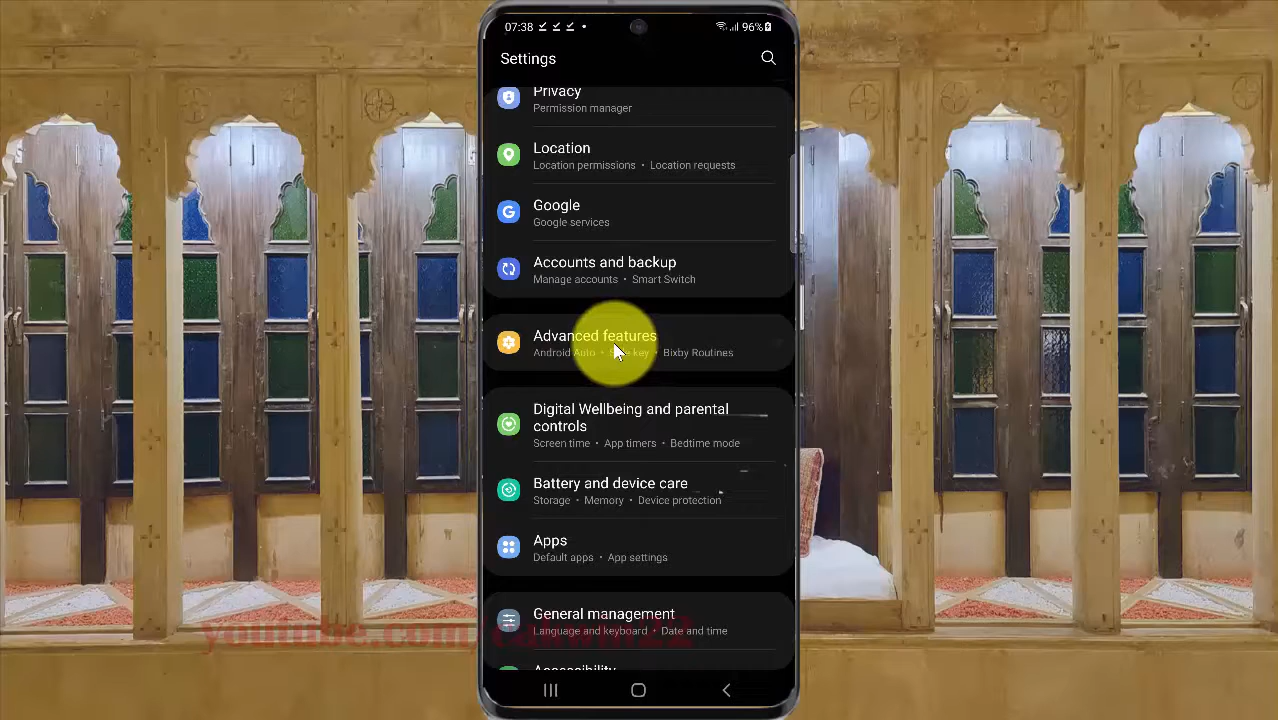 07:38
96%
Settings
Privacy
Permission manager
Location
Location permissions • Location requests
Google
Google services
Accounts and backup
Manage accounts • Smart Switch
Advanced features
Android Auto • Side key • Bixby Routines
Digital Wellbeing and parental
controls
Screen time • App timers • Bedtime mode
Battery and device care
Storage • Memory • Device protection
Apps
Default apps • App settings
General management
Language and keyboard • Date and time
Accessibility
youtube.com/